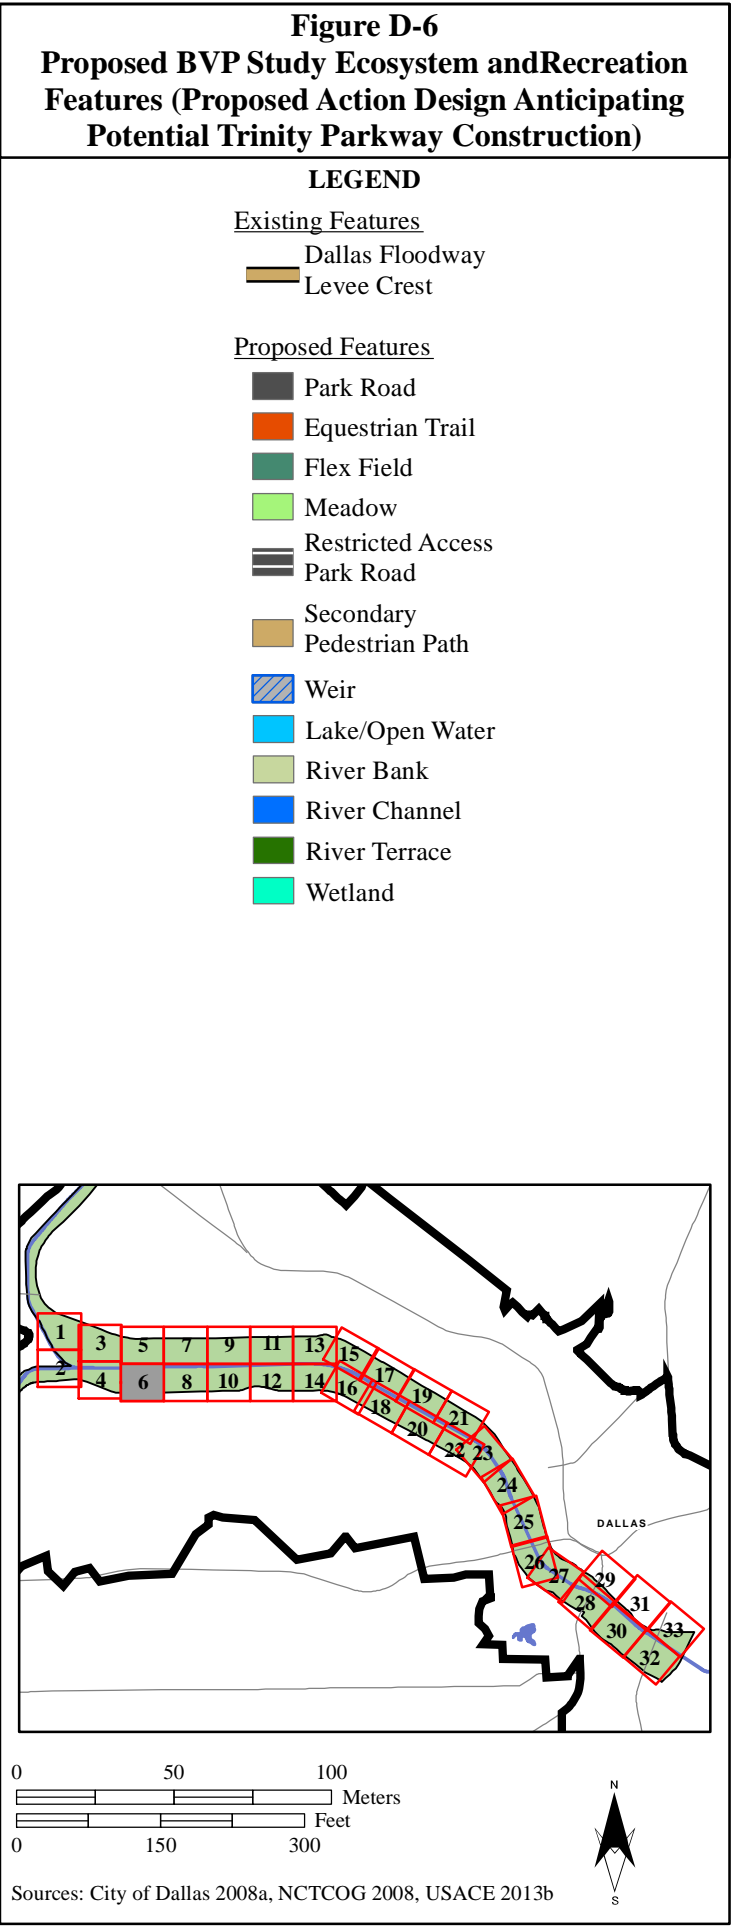 Figure D-6
Proposed BVP Study Ecosystem andRecreation
Features (Proposed Action Design Anticipating
Potential Trinity Parkway Construction)
LEGEND
Existing Features
Dallas Floodway
Levee Crest
Proposed Features
Park Road
Equestrian Trail
Flex Field
Meadow
Restricted Access
Park Road
Secondary
Pedestrian Path
Weir
Lake/Open Water
River Bank
River Channel
River Terrace
Wetland
1
2
3
4
5
6
7
8
9
10
11
12
13
14
15
16
17
18
19
20
21
22
23
24
25
26
27
28
29
30
31
32
33
DALLAS
0 50 100
Meters
Feet
0 150 300
N
S
Sources: City of Dallas 2008a, NCTCOG 2008, USACE 2013b